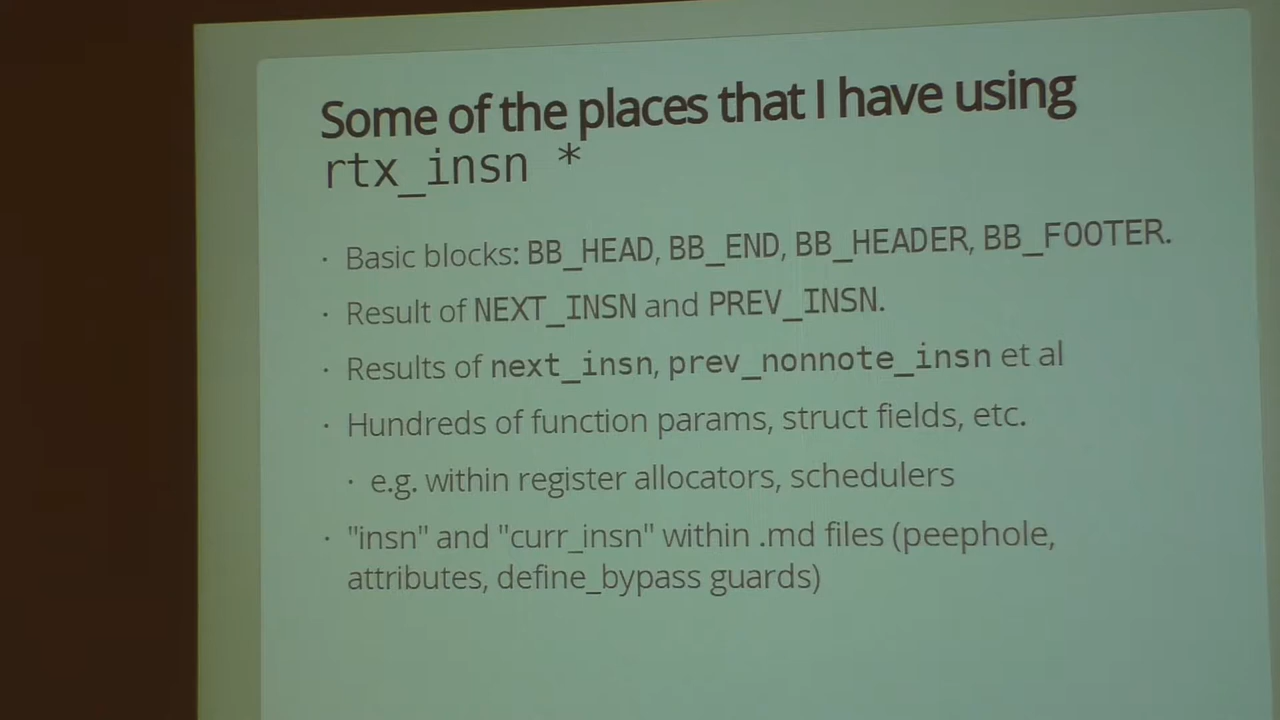 Some of the places that I have using
rtx_insn *
· Basic blocks: BB_HEAD, BB_END, BB_HEADER, BB_FOOTER.
· Result of NEXT_INSN and PREV_INSN.
· Results of next_insn, prev_nonnote_insn et al
· Hundreds of function params, struct fields, etc.
· e.g. within register allocators, schedulers
· "insn" and "curr_insn" within .md files (peephole,
attributes, define_bypass guards)